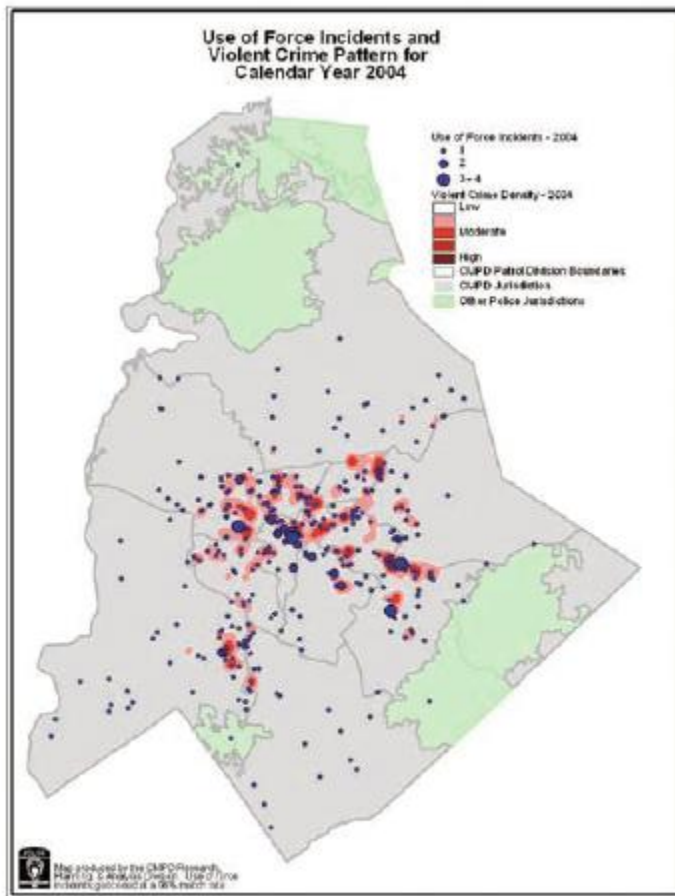 Use of Force Incidents and
Violent Crime Pattern for
Calendar Year 2004
Use of Force Incidents - 2004
1
2
3 - 4
Violent Crime Density - 2004
Low
Moderate
High
CMPD Patrol Division Boundaries
CMPD Jurisdiction
Other Police Jurisdictions
Map produced by the CMPD Research,
Planning & Analysis Division. Use of Force
incidents geocoded at a 96% match rate